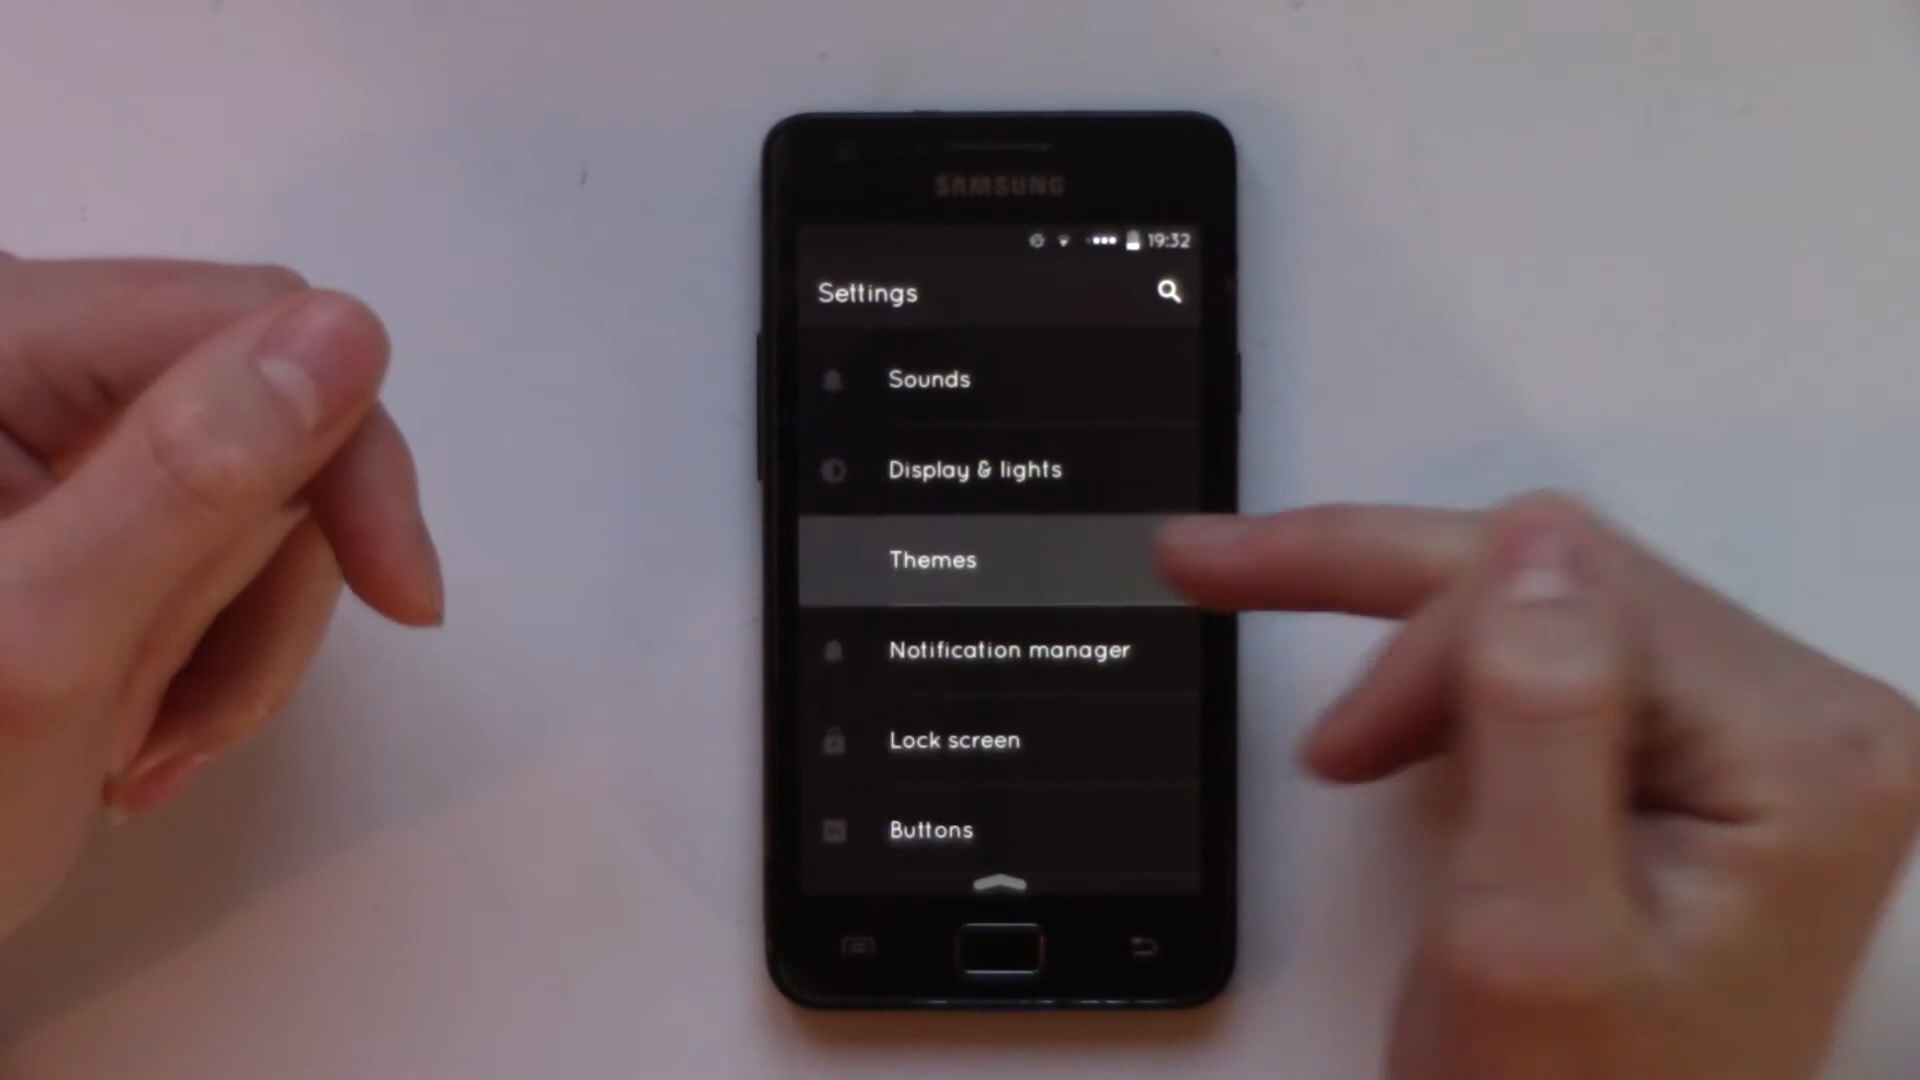 SAMSUNG
19:32
Settings
Sounds
Display & lights
Themes
Notification manager
Lock screen
Buttons